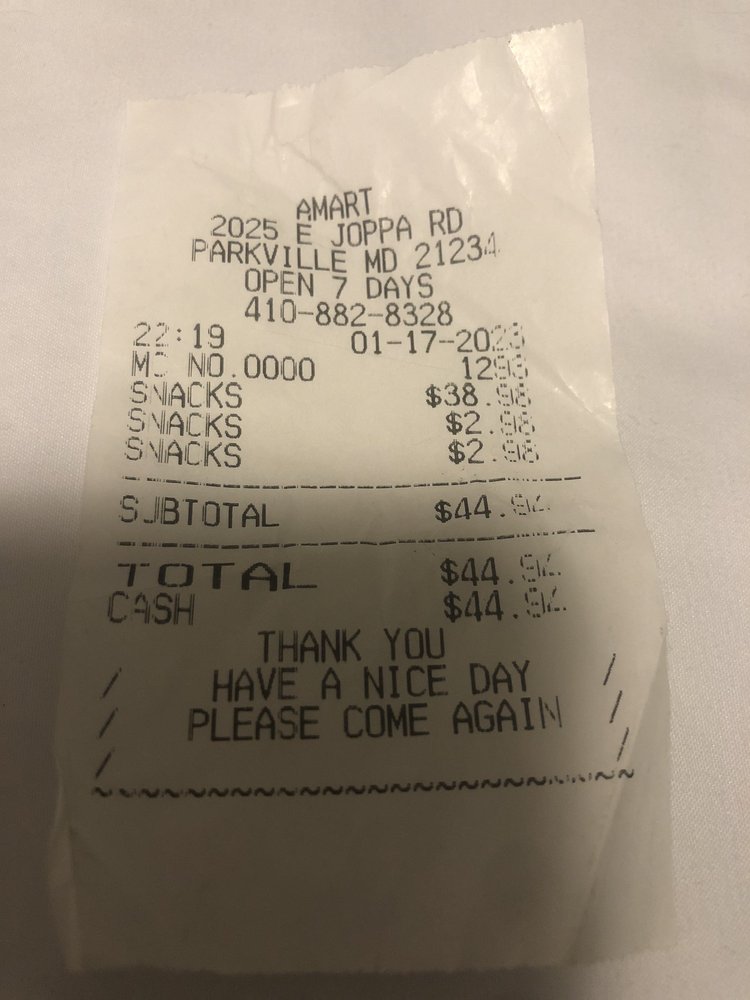 AMART
2025 E JOPPA RD
PARKVILLE MD 21234
OPEN 7 DAYS
410-882-8328
22:19 01-17-2023
NO.0000
SNACKS $38.98
SNACKS $2.98
SNACKS $2.98
SUBTOTAL $44.94
TOTAL $44.94
CASH $44.94
THANK YOU
/ HAVE A NICE DAY /
/ PLEASE COME AGAIN /
/ /
~~~~~~~~~~~~~~~~~~~~~~~~